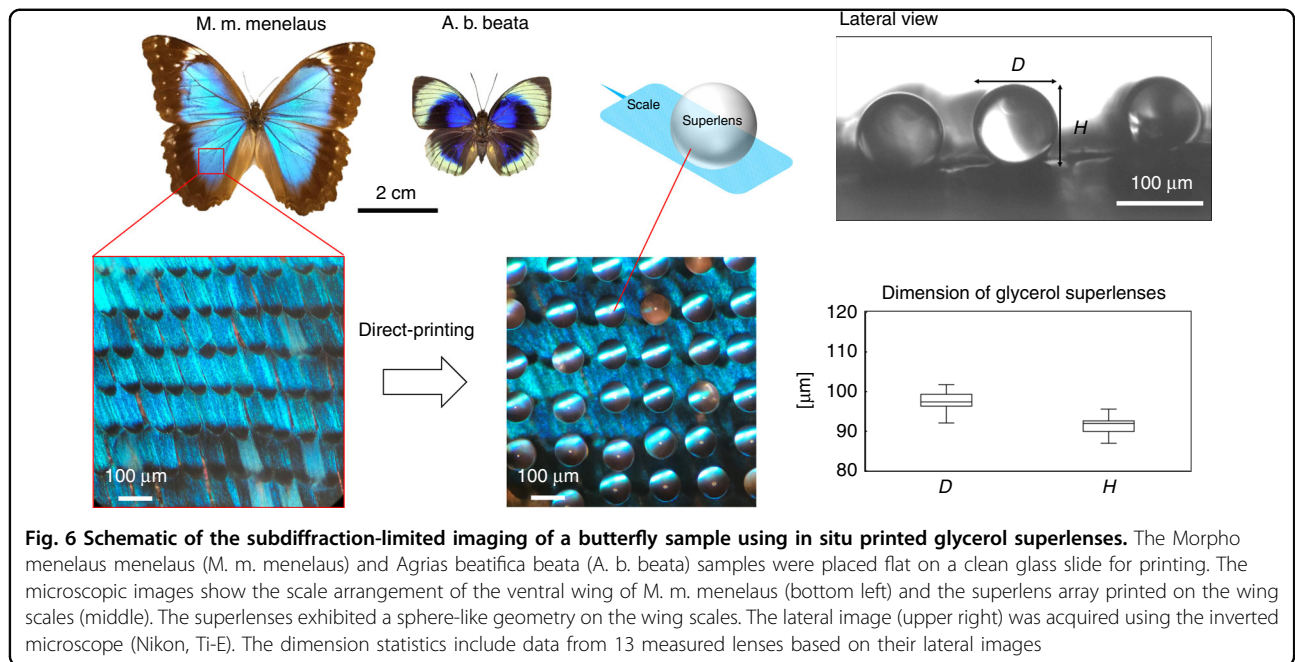 M. m. menelaus
A. b. beata
2 cm
Scale
Superlens
Lateral view
D
H
100 μm
100 μm
Direct-printing
100 μm
Dimension of glycerol superlenses
120
110
100
90
80
[μm]
D
H
Fig. 6 Schematic of the subdiffraction-limited imaging of a butterfly sample using in situ printed glycerol superlenses. The Morpho
menelaus menelaus (M. m. menelaus) and Agrias beatifica beata (A. b. beata) samples were placed flat on a clean glass slide for printing. The
microscopic images show the scale arrangement of the ventral wing of M. m. menelaus (bottom left) and the superlens array printed on the wing
scales (middle). The superlenses exhibited a sphere-like geometry on the wing scales. The lateral image (upper right) was acquired using the inverted
microscope (Nikon, Ti-E). The dimension statistics include data from 13 measured lenses based on their lateral images